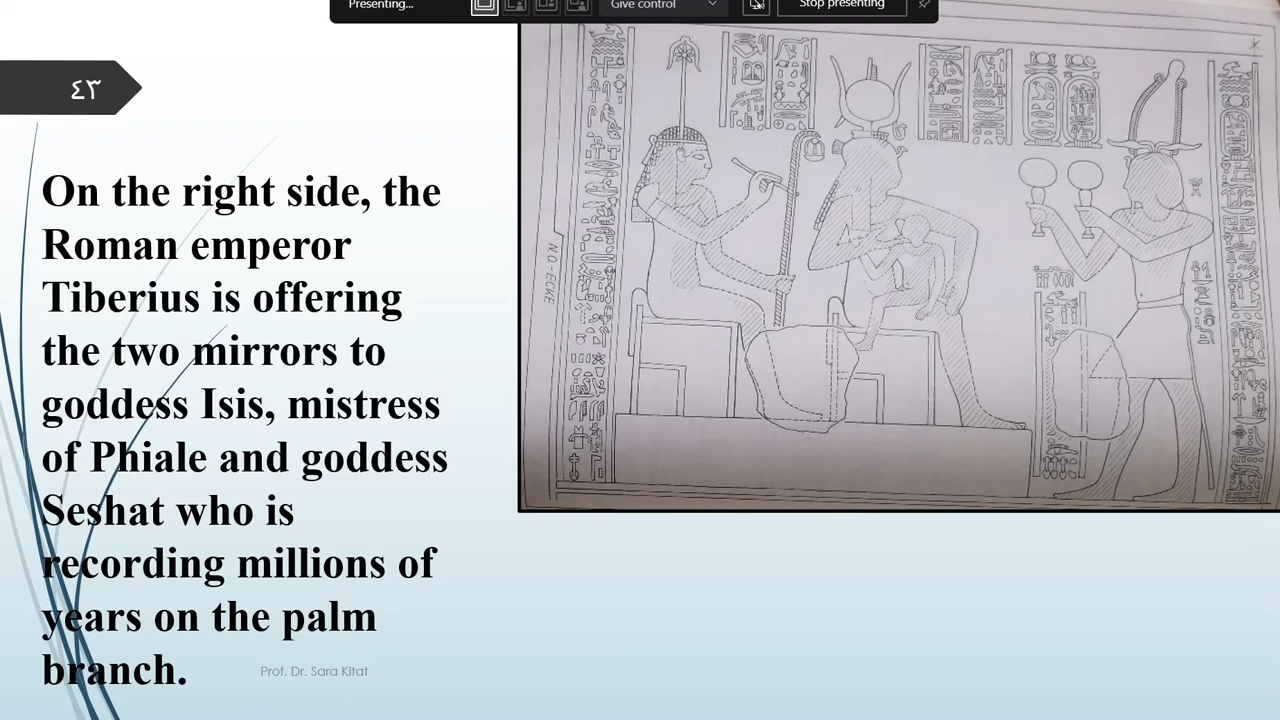 Presenting...
Give control
Stop presenting
٤٣
On the right side, the
Roman emperor
Tiberius is offering
the two mirrors to
goddess Isis, mistress
of Phiale and goddess
Seshat who is
recording millions of
years on the palm
branch.
Prof. Dr. Sara Kitat
NO-ECKE